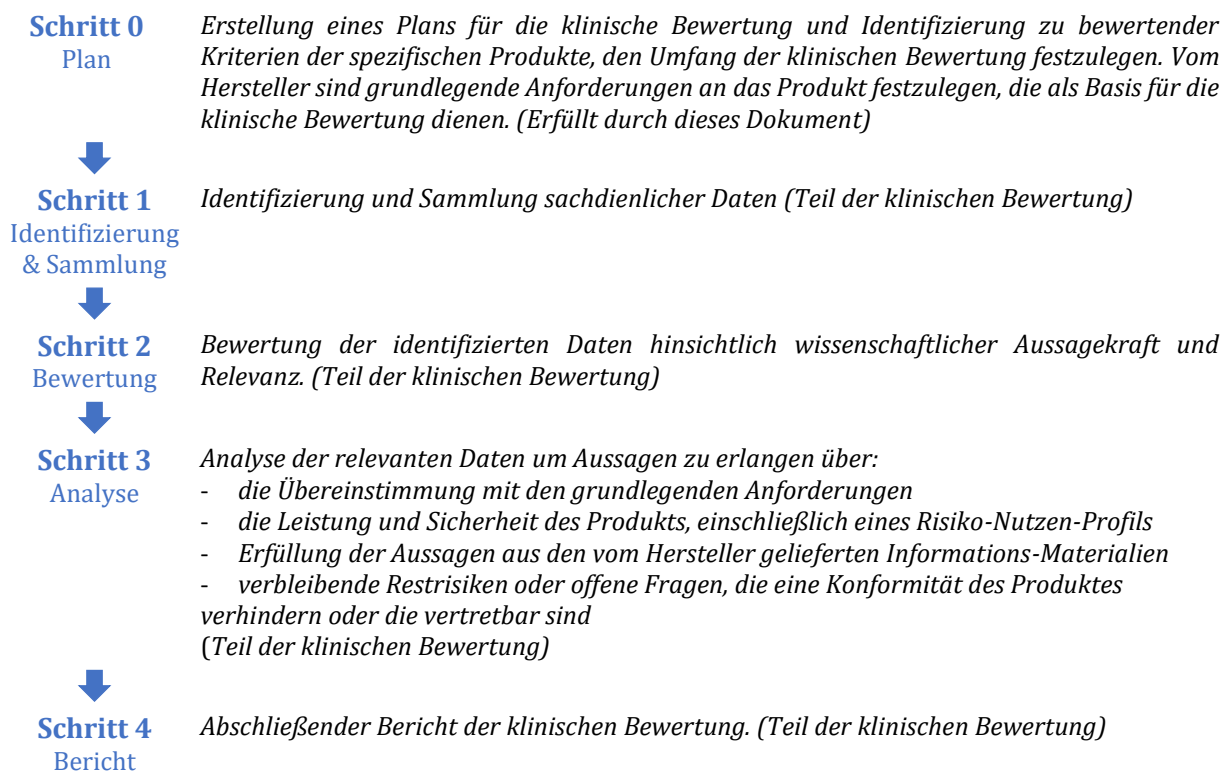 Schritt 0
Plan
Erstellung eines Plans für die klinische Bewertung und Identifizierung zu bewertender
Kriterien der spezifischen Produkte, den Umfang der klinischen Bewertung festzulegen. Vom
Hersteller sind grundlegende Anforderungen an das Produkt festzulegen, die als Basis für die
klinische Bewertung dienen. (Erfüllt durch dieses Dokument)
Schritt 1
Identifizierung
& Sammlung
Identifizierung und Sammlung sachdienlicher Daten (Teil der klinischen Bewertung)
Schritt 2
Bewertung
Bewertung der identifizierten Daten hinsichtlich wissenschaftlicher Aussagekraft und
Relevanz. (Teil der klinischen Bewertung)
Schritt 3
Analyse
Analyse der relevanten Daten um Aussagen zu erlangen über:
- die Übereinstimmung mit den grundlegenden Anforderungen
- die Leistung und Sicherheit des Produkts, einschließlich eines Risiko-Nutzen-Profils
- Erfüllung der Aussagen aus den vom Hersteller gelieferten Informations-Materialien
- verbleibende Restrisiken oder offene Fragen, die eine Konformität des Produktes
verhindern oder die vertretbar sind
(Teil der klinischen Bewertung)
Schritt 4
Bericht
Abschließender Bericht der klinischen Bewertung. (Teil der klinischen Bewertung)